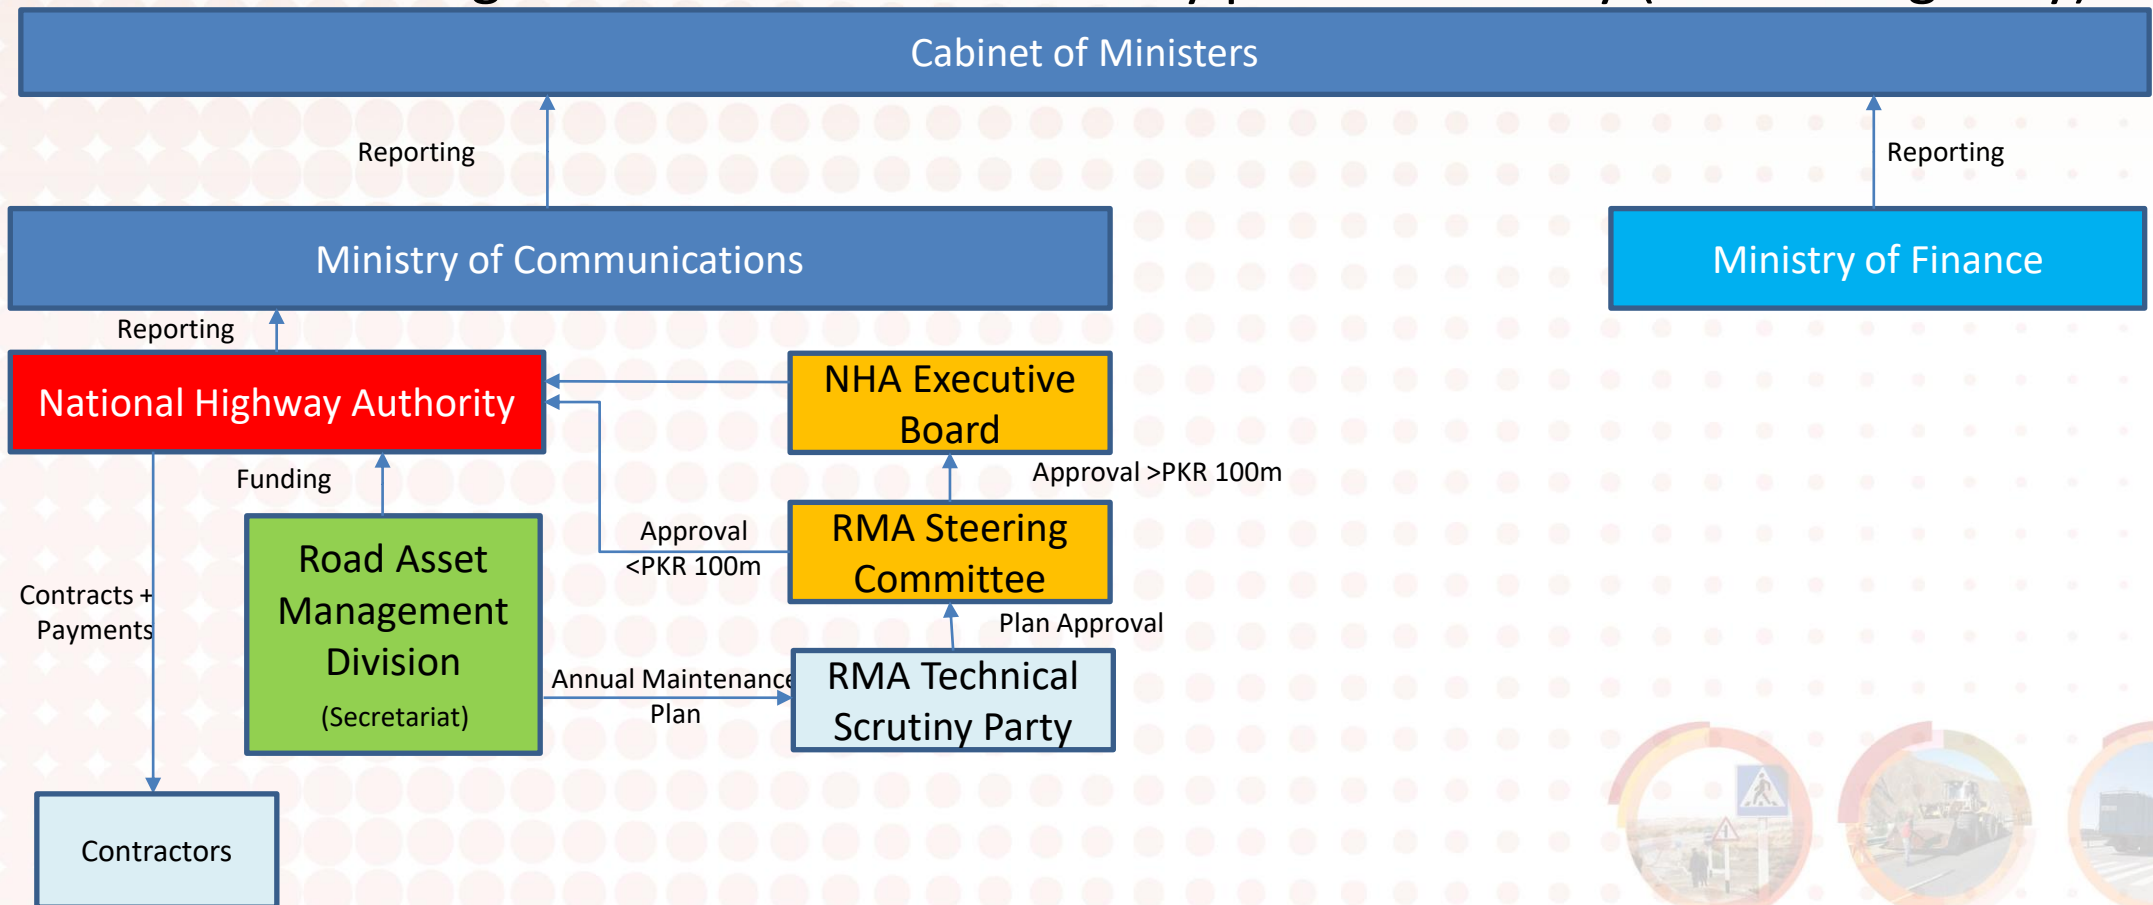 Cabinet of Ministers
Reporting
Reporting
Ministry of Communications
Ministry of Finance
Reporting
National Highway Authority
NHA Executive
Board
Funding
Approval >PKR 100m
Road Asset
Management
Division
(Secretariat)
Approval
<PKR 100m
RMA Steering
Committee
Contracts +
Payments
Plan Approval
Annual Maintenance
Plan
RMA Technical
Scrutiny Party
Contractors